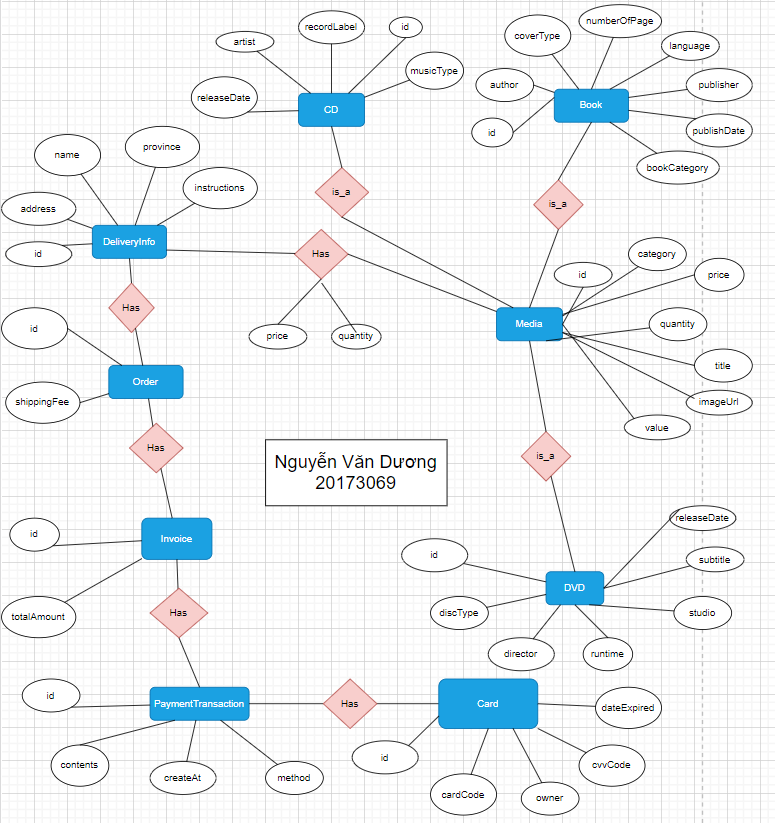 recordLabel
id
artist
musicType
releaseDate
CD
numberOfPage
coverType
language
author
publisher
Book
id
publishDate
bookCategory
name
province
instructions
address
id
DeliveryInfo
is_a
is_a
Has
category
id
price
Has
Media
quantity
price
quantity
title
imageUrl
value
id
Order
shippingFee
Has
Nguyễn Văn Dương
20173069
is_a
id
Invoice
totalAmount
Has
releaseDate
id
subtitle
DVD
discType
studio
director
runtime
id
PaymentTransaction
Has
Card
dateExpired
contents
createAt
method
id
cvvCode
cardCode
owner